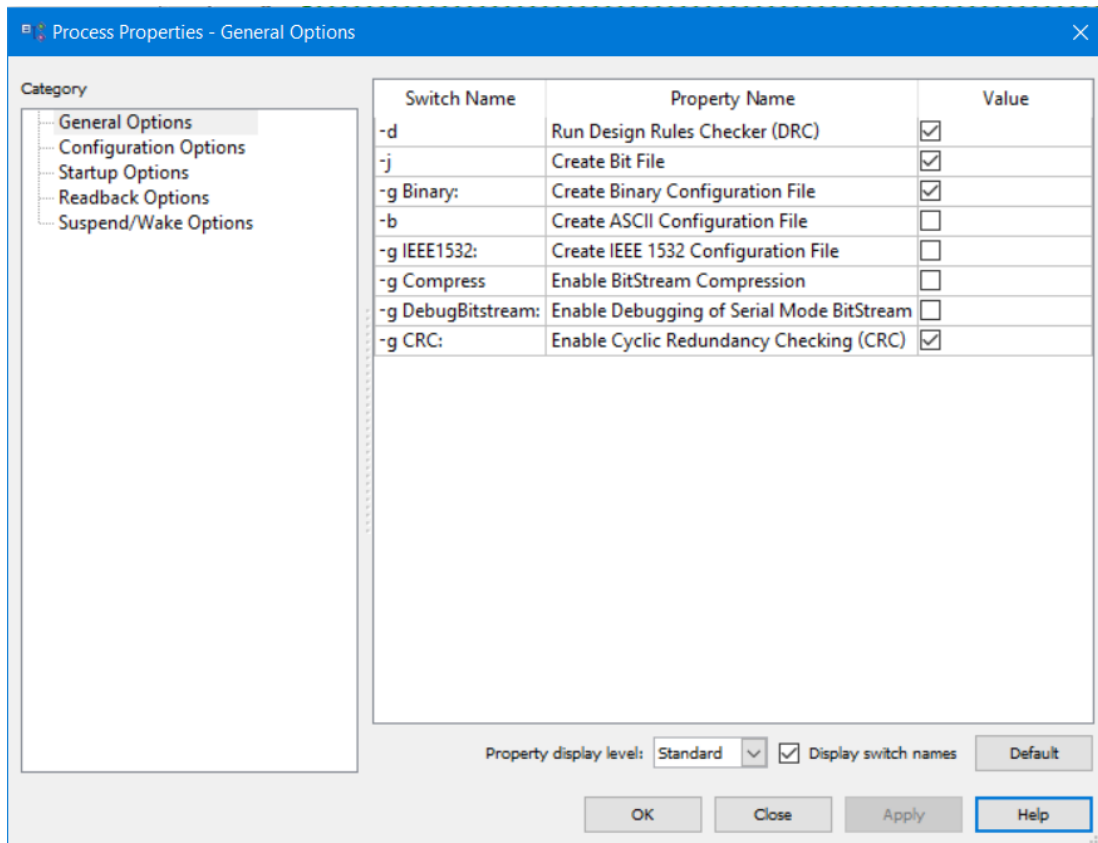 Process Properties - General Options
Category
General Options
Configuration Options
Startup Options
Readback Options
Suspend/Wake Options
Switch Name Property Name Value
-d Run Design Rules Checker (DRC)
-j Create Bit File
-g Binary: Create Binary Configuration File
-b Create ASCII Configuration File
-g IEEE1532: Create IEEE 1532 Configuration File
-g Compress Enable BitStream Compression
-g DebugBitstream: Enable Debugging of Serial Mode BitStream
-g CRC: Enable Cyclic Redundancy Checking (CRC)
Property display level: Standard Display switch names Default
OK Close Apply Help